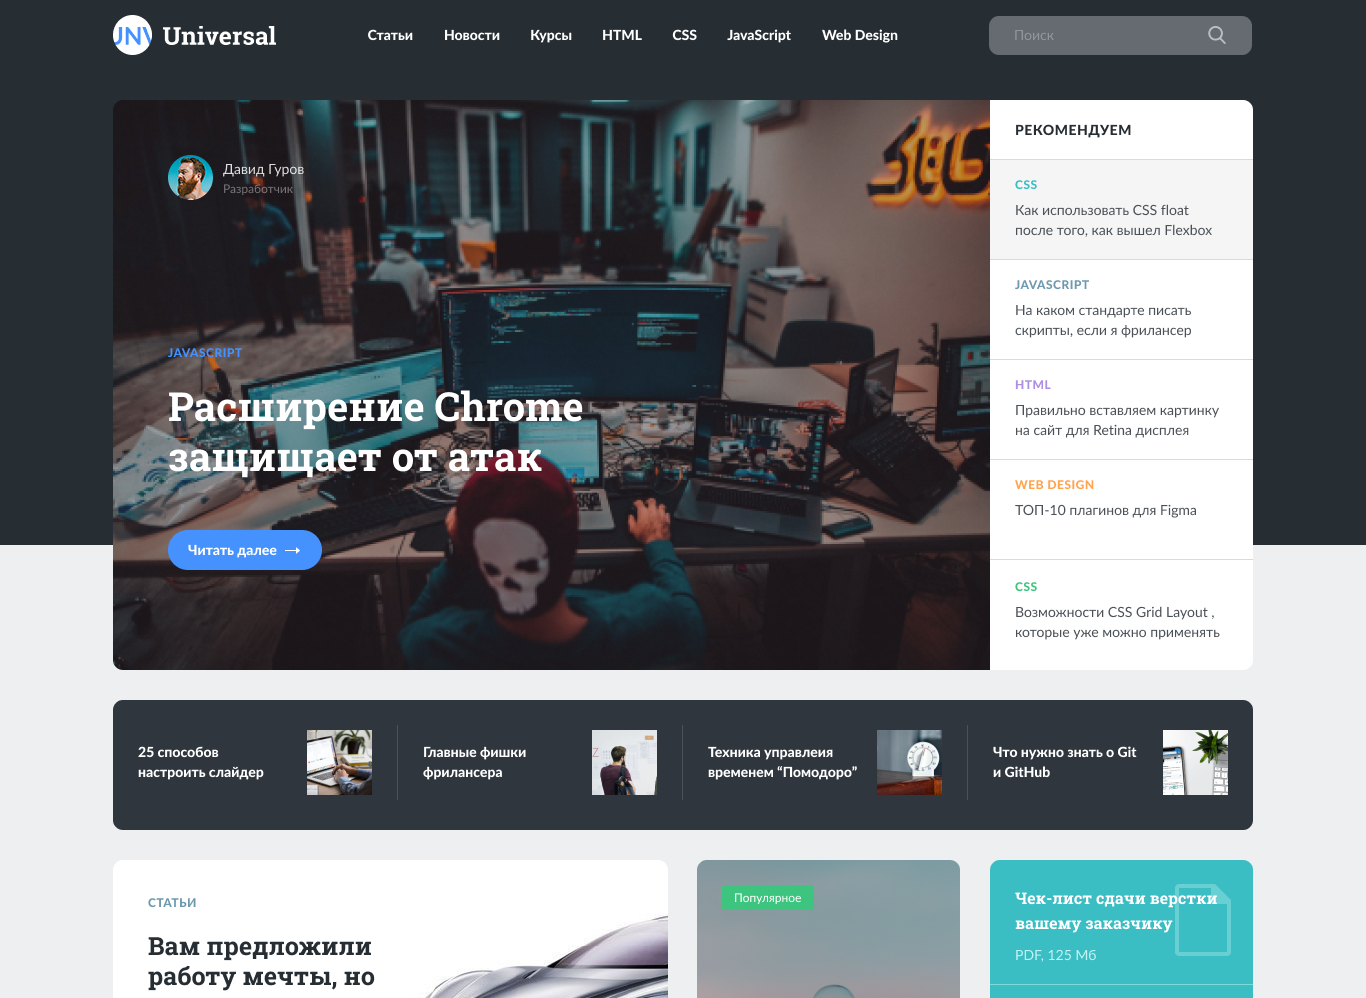 UNI Universal
Статьи Новости Курсы HTML CSS JavaScript Web Design
Поиск
Давид Гуров
Разработчик
JAVASCRIPT
Расширение Chrome
защищает от атак
Читать далее →
РЕКОМЕНДУЕМ
CSS
Как использовать CSS float
после того, как вышел Flexbox
JAVASCRIPT
На каком стандарте писать
скрипты, если я фрилансер
HTML
Правильно вставляем картинку
на сайт для Retina дисплея
WEB DESIGN
ТОП-10 плагинов для Figma
CSS
Возможности CSS Grid Layout ,
которые уже можно применять
25 способов
настроить слайдер
Главные фишки
фрилансера
Техника управлеия
временем “Помодоро”
Что нужно знать о Git
и GitHub
СТАТЬИ
Вам предложили
работу мечты, но
Популярное
Чек-лист сдачи верстки
вашему заказчику
PDF, 125 Мб